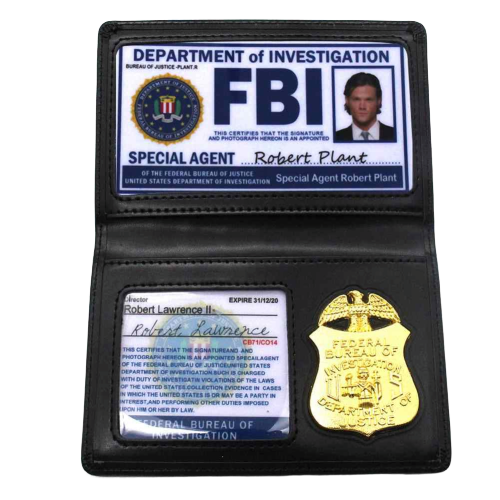 DEPARTMENT of INVESTIGATION
BUREAU OF JUSTICE -PLANT.R
FBI
THIS CERTIFIES THAT THE SIGNATURE
AND PHOTOGRAPH HEREON IS AN APPOINTED
SPECIAL AGENT Robert Plant
OF THE FEDERAL BUREAU OF JUSTICE
UNITED STATES DEPARTMENT OF INVESTIGATION
Special Agent Robert Plant
Director EXPIRE 31/12/20
Robert Lawrence II
Robert Lawrence
CB71/CO14
THIS CERTIFIES THAT THE SIGNATUREAND
PHOTOGRAPH HEREON IS AN APPOINTED SPECIALAGENT
OF THE FEDERAL BUREAU OF JUSTICEUNITED STATES
DEPARTMENT OF INVESTIGATION.SUCH IS CHARGED
WITH DUTY OF INVESTIGATIN VIOLATIONS OF THE LAWS
OF THE UNITED STATES.COLLECTION EVIDENCE IN CASES
IN WHICH THE UNITED STATES IS OR MAY BE A PARTY IN
INTEREST,AND PERFORMING OTHER DUTIES IMPOSED
UPON HIM OR HER BY LAW.
FEDERAL BUREAU OF
INVESTIGATION
FEDERAL
BUREAU OF
INVESTIGATION
DEPARTMENT OF
JUSTICE